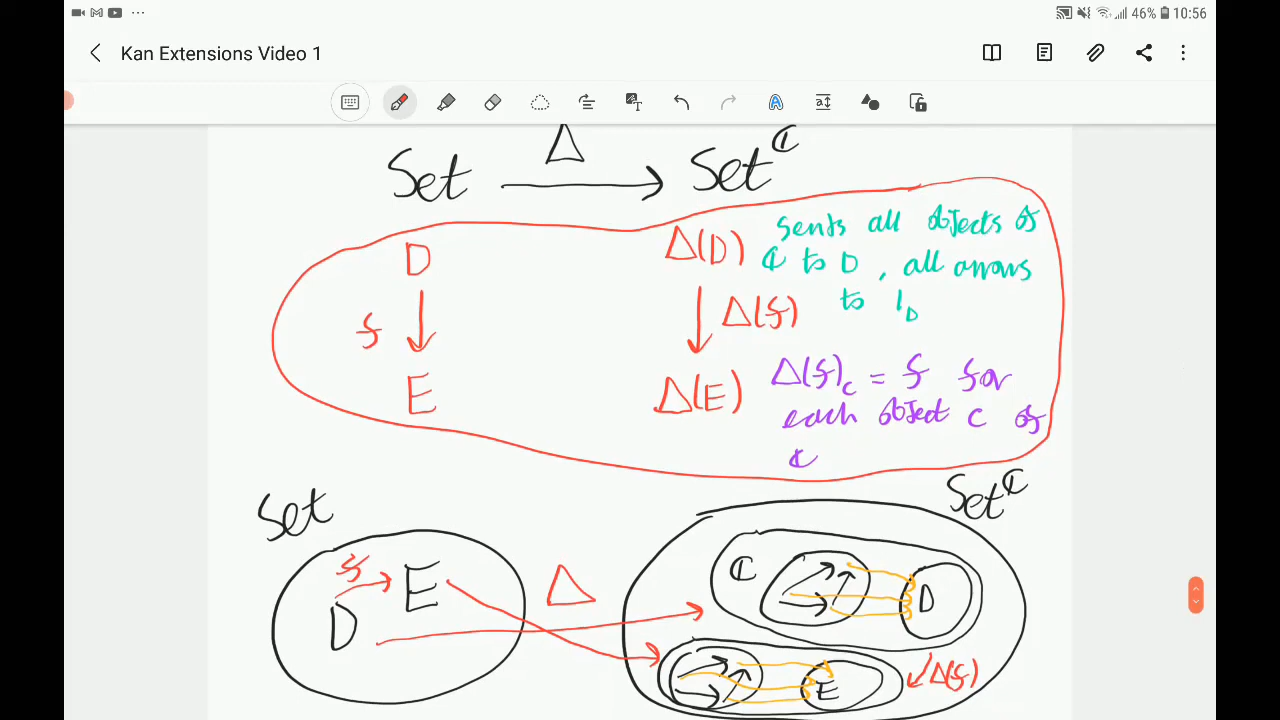 46% 10:56
Kan Extensions Video 1
Set Δ Set^ℂ
D Δ(D) sents all objects of
ℂ to D, all arrows
to 1_D
f Δ(f)
E Δ(E) Δ(f)_C = f for
each object C of
ℂ
Set Set^ℂ
f E Δ ℂ D
D
E Δ(f)